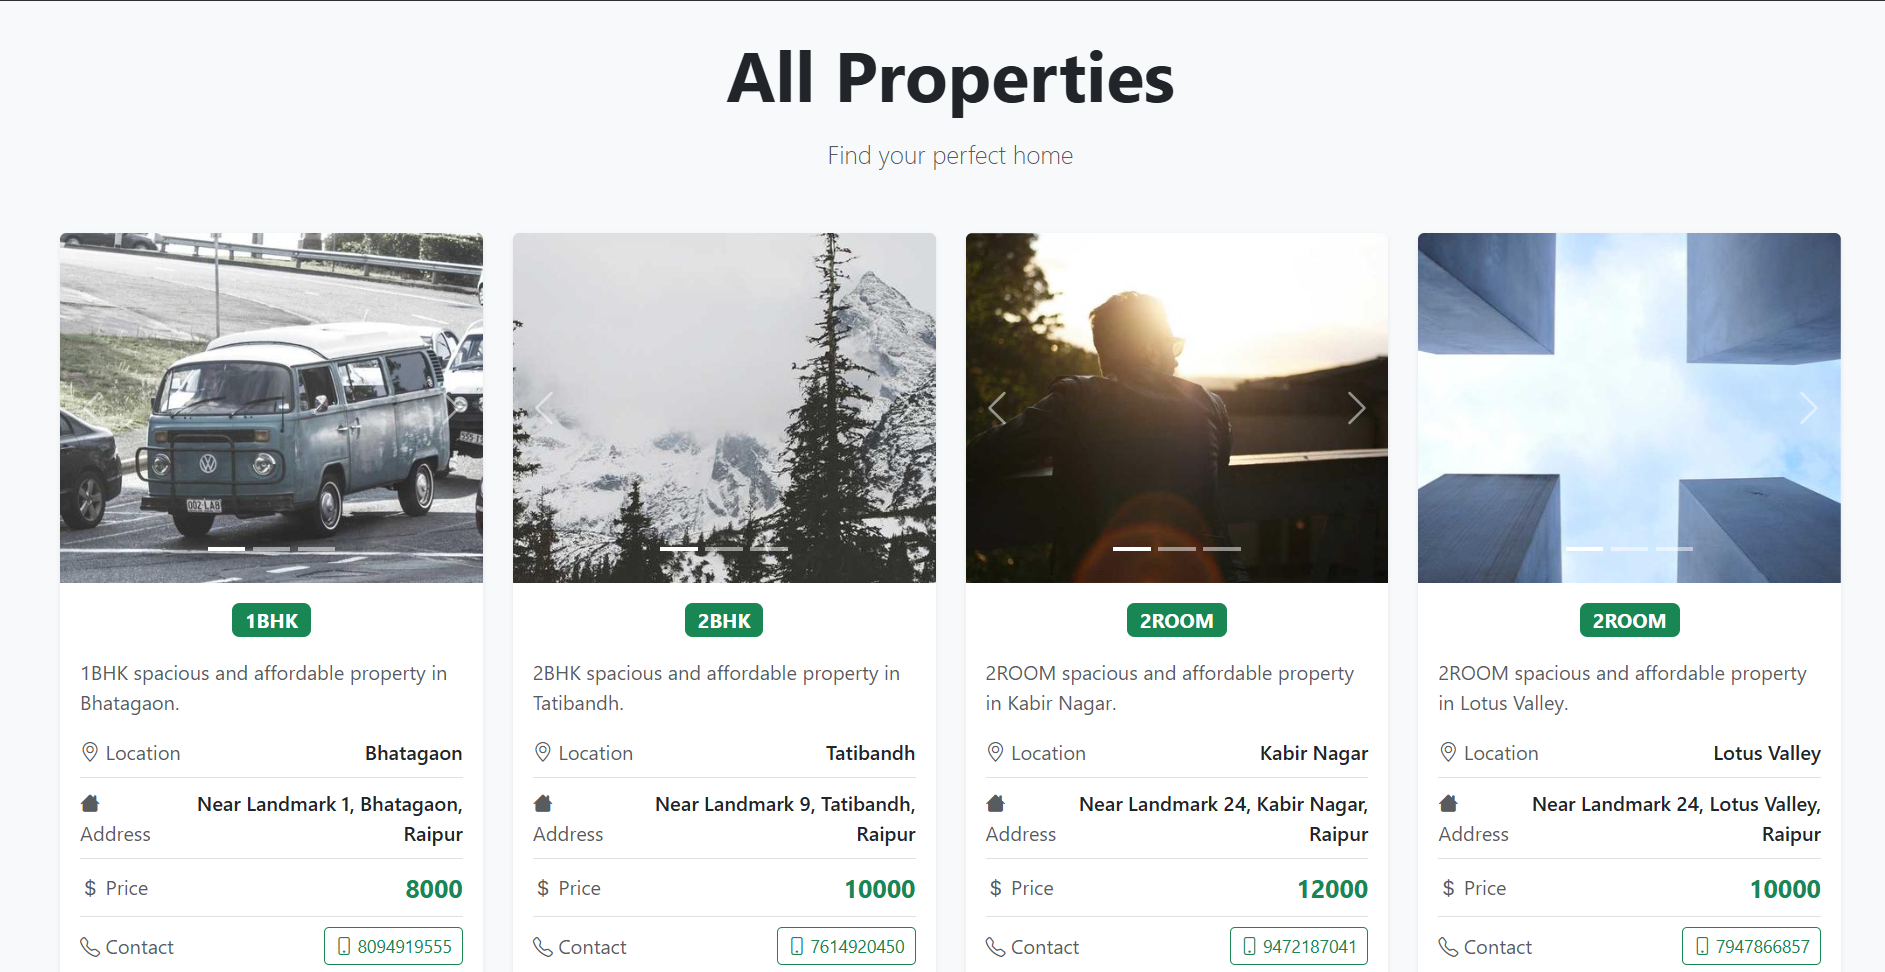 All Properties
Find your perfect home
002 LAB
1BHK
1BHK spacious and affordable property in
Bhatagaon.
Location Bhatagaon
Near Landmark 1, Bhatagaon,
Address Raipur
$ Price 8000
Contact 8094919555
2BHK
2BHK spacious and affordable property in
Tatibandh.
Location Tatibandh
Near Landmark 9, Tatibandh,
Address Raipur
$ Price 10000
Contact 7614920450
2ROOM
2ROOM spacious and affordable property
in Kabir Nagar.
Location Kabir Nagar
Near Landmark 24, Kabir Nagar,
Address Raipur
$ Price 12000
Contact 9472187041
2ROOM
2ROOM spacious and affordable property
in Lotus Valley.
Location Lotus Valley
Near Landmark 24, Lotus Valley,
Address Raipur
$ Price 10000
Contact 7947866857